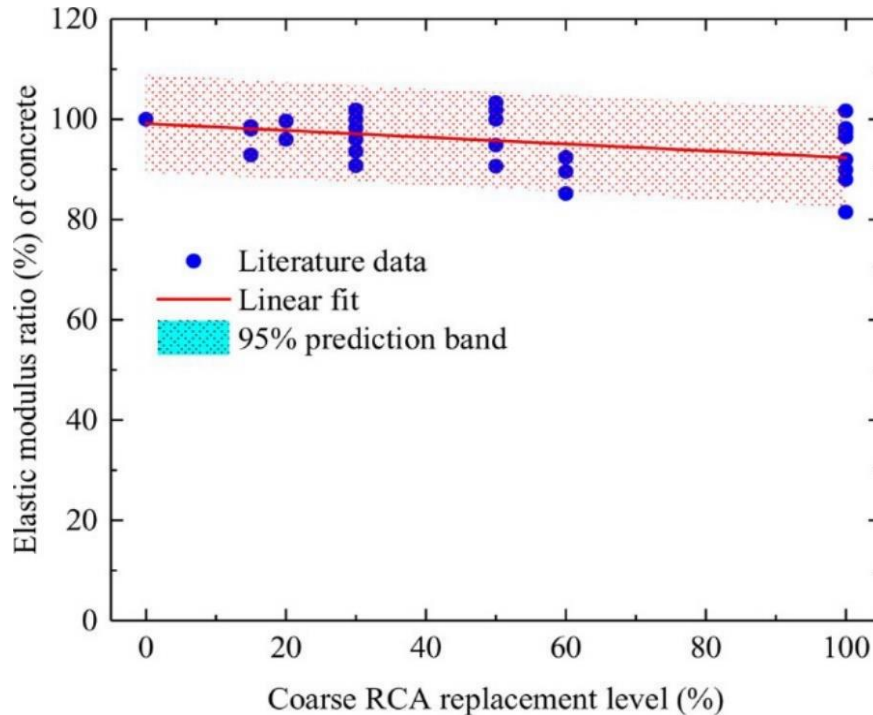 120
100
80
60
40
20
0
Elastic modulus ratio (%) of concrete
Literature data
Linear fit
95% prediction band
0 20 40 60 80 100
Coarse RCA replacement level (%)